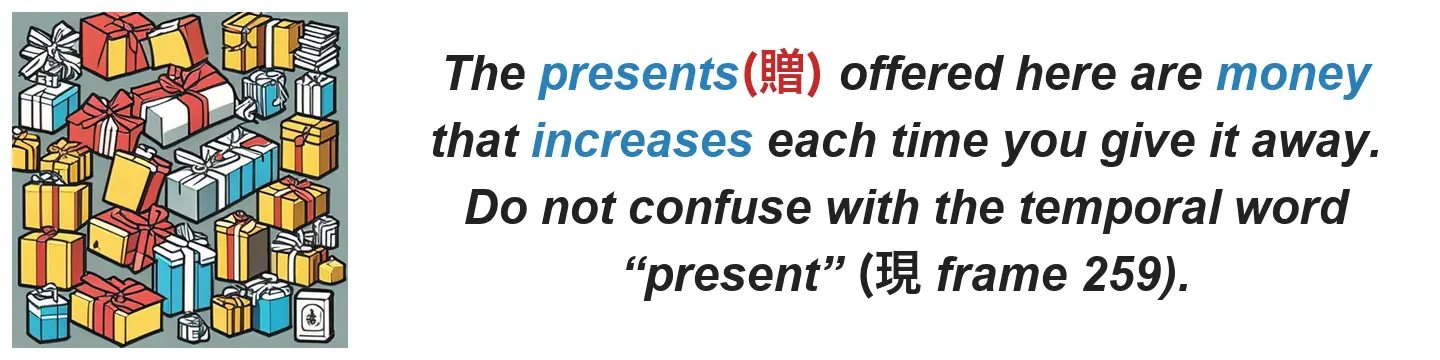 The presents(贈) offered here are money
that increases each time you give it away.
Do not confuse with the temporal word
“present” (現 frame 259).